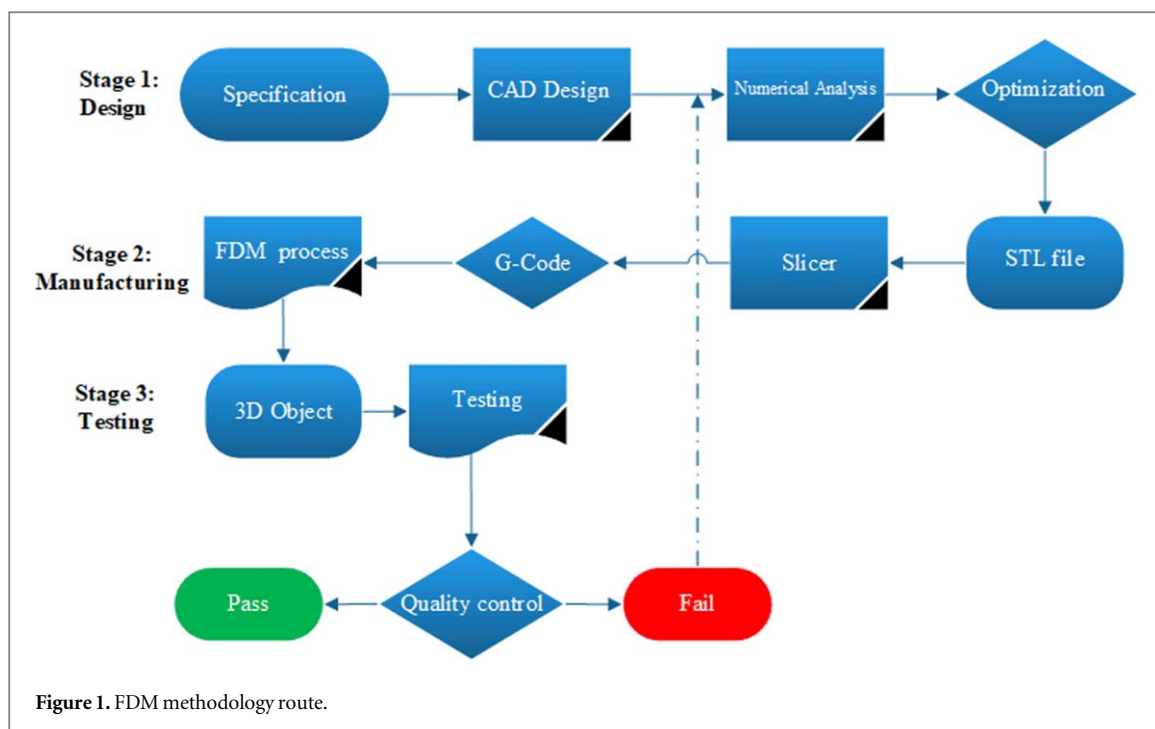 Stage 1:
Design
Specification
CAD Design
Numerical Analysis
Optimization
Stage 2:
Manufacturing
FDM process
G-Code
Slicer
STL file
Stage 3:
Testing
3D Object
Testing
Pass
Quality control
Fail
Figure 1. FDM methodology route.